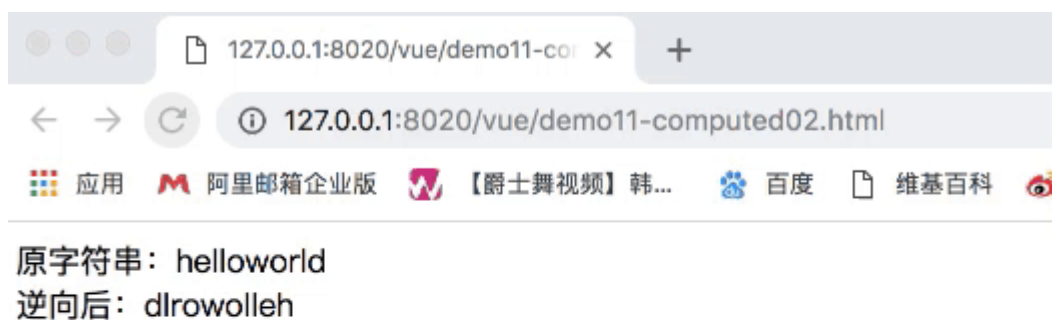 127.0.0.1:8020/vue/demo11-co
127.0.0.1:8020/vue/demo11-computed02.html
应用 阿里邮箱企业版 【爵士舞视频】韩... 百度 维基百科
原字符串：helloworld
逆向后：dlrowolleh